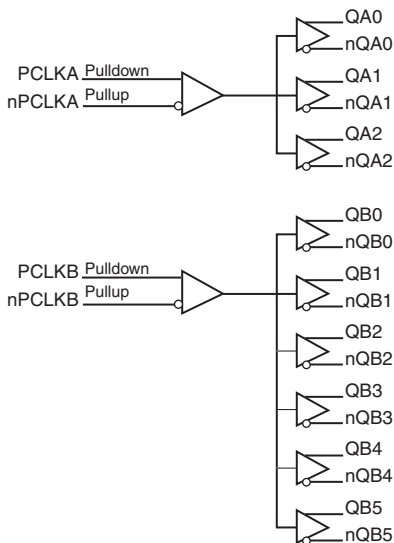 QA0
nQA0
PCLKA Pulldown
QA1
nPCLKA Pullup
nQA1
QA2
nQA2
QB0
nQB0
PCLKB Pulldown
QB1
nPCLKB Pullup
nQB1
QB2
nQB2
QB3
nQB3
QB4
nQB4
QB5
nQB5